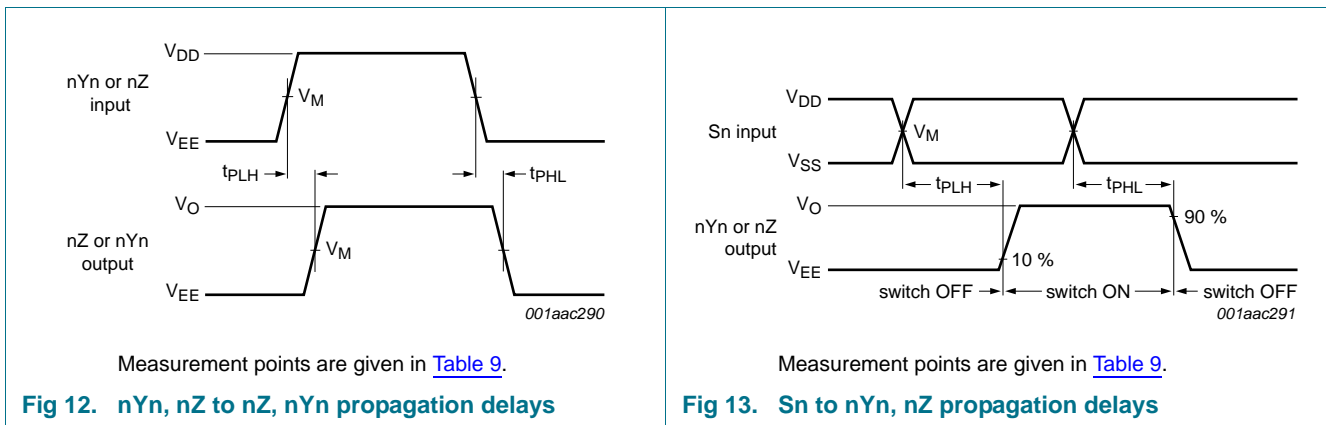 VDD
nYn or nZ
input
VM
VEE
tPLH
tPHL
VO
nZ or nYn
output
VM
VEE
001aac290
Measurement points are given in Table 9.
Fig 12. nYn, nZ to nZ, nYn propagation delays
VDD
Sn input
VM
VSS
tPLH
tPHL
VO
nYn or nZ
output
90 %
10 %
VEE
switch OFF
switch ON
switch OFF
001aac291
Measurement points are given in Table 9.
Fig 13. Sn to nYn, nZ propagation delays